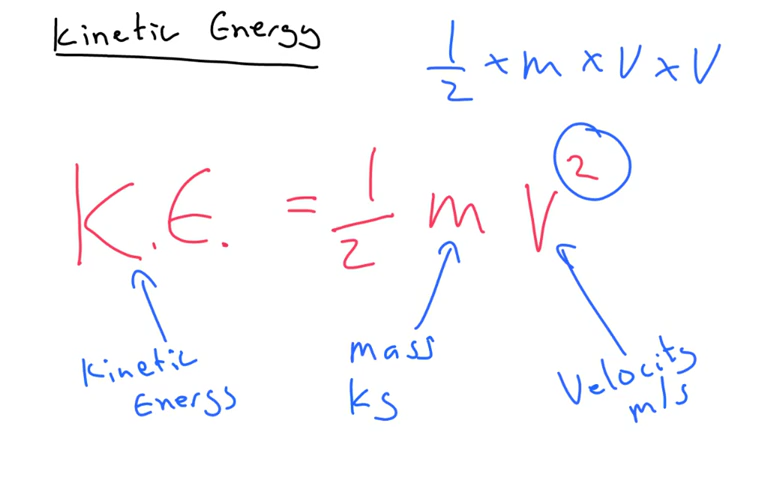 Kinetic Energy
1/2 × m × V × V
K.E. = 1/2 m V²
Kinetic
Energy
mass
kg
Velocity
m/s